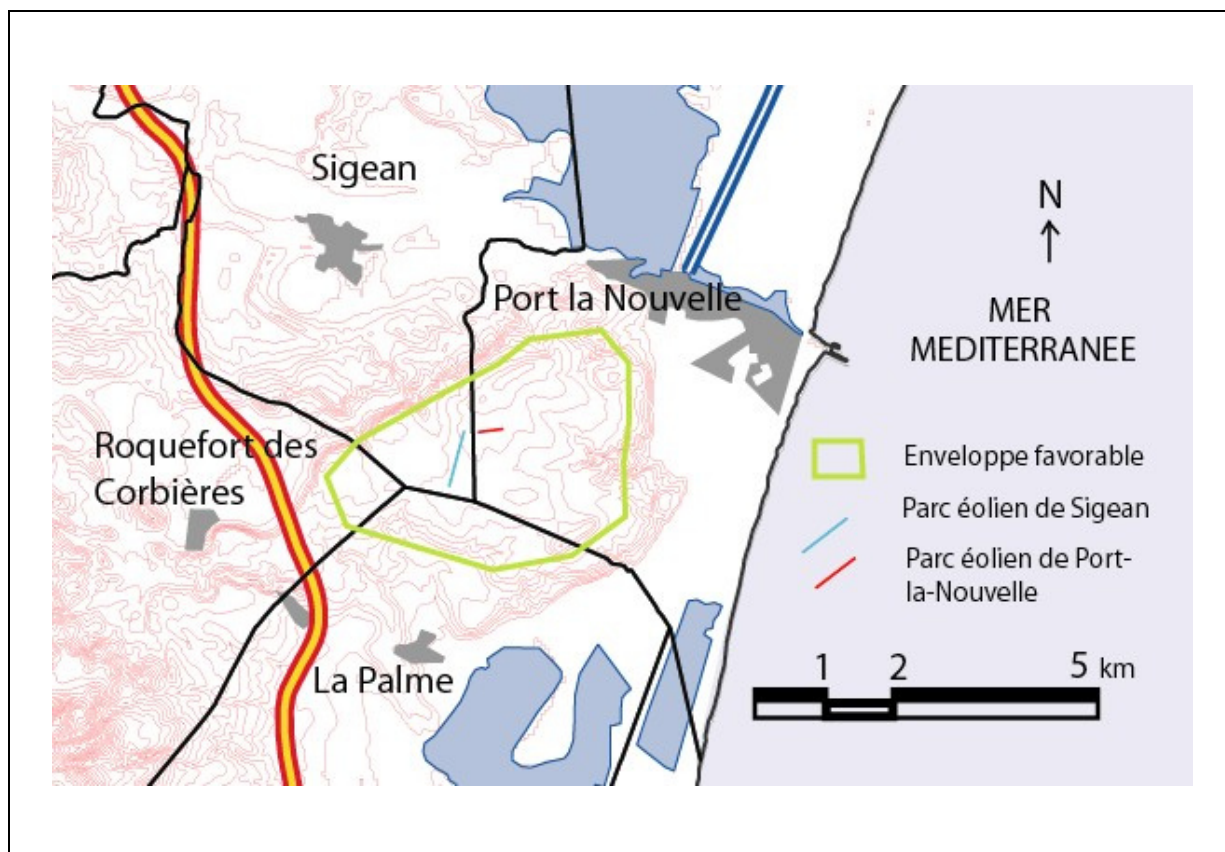 Sigean
N
Port la Nouvelle
MER
MEDITERRANEE
Roquefort des
Corbières
Enveloppe favorable
Parc éolien de Sigean
Parc éolien de Port-
la-Nouvelle
La Palme
1 2 5 km